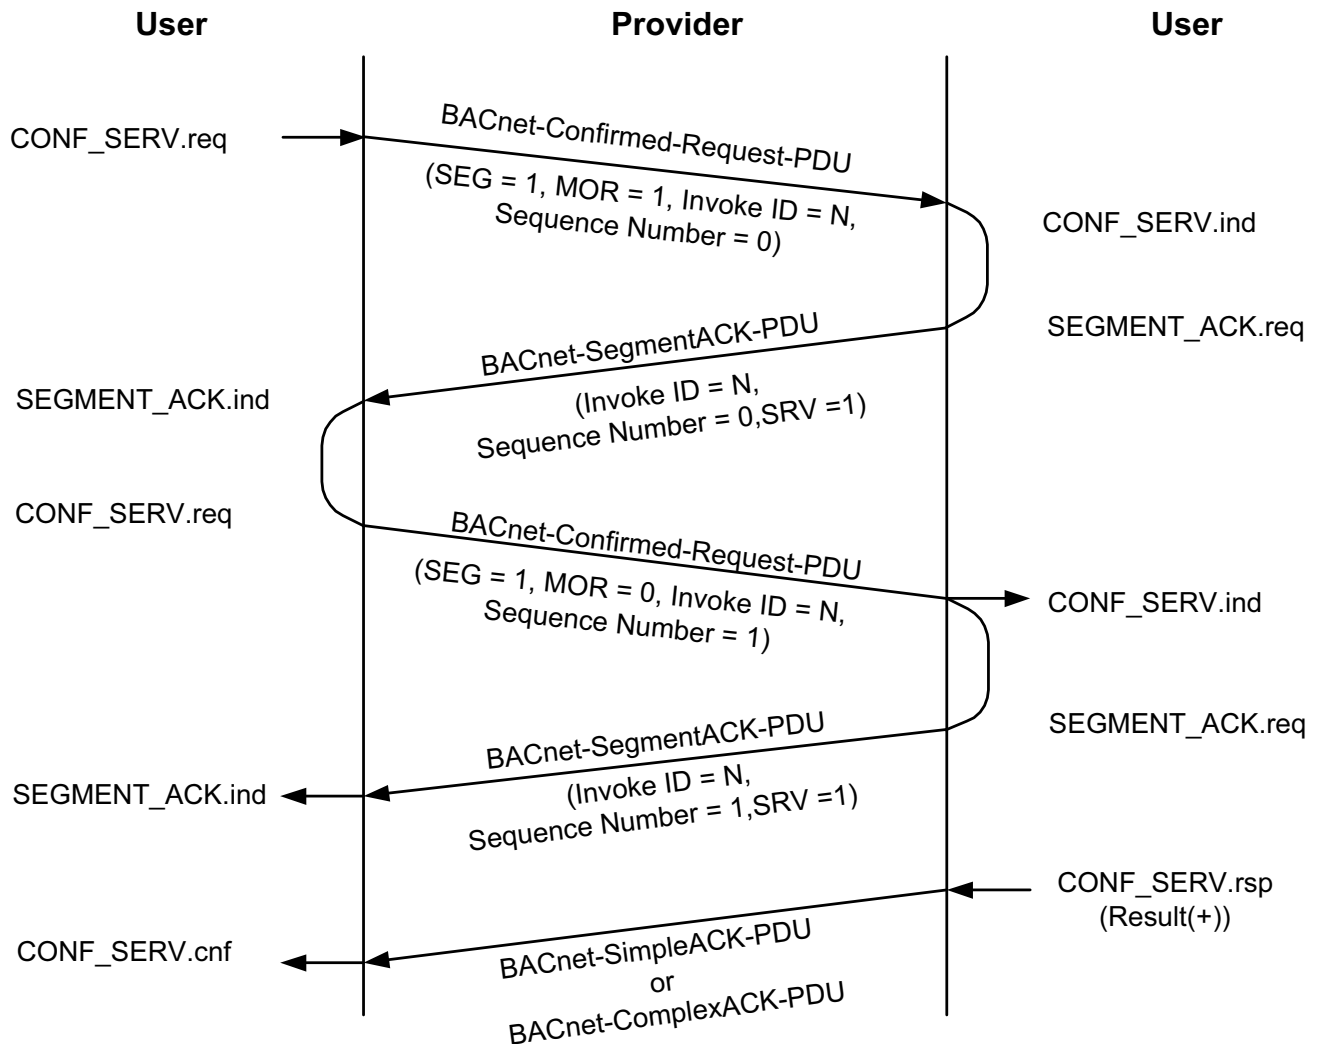 User
Provider
User
CONF_SERV.req
BACnet-Confirmed-Request-PDU
(SEG = 1, MOR = 1, Invoke ID = N,
Sequence Number = 0)
CONF_SERV.ind
BACnet-SegmentACK-PDU
SEGMENT_ACK.req
SEGMENT_ACK.ind
(Invoke ID = N,
Sequence Number = 0,SRV =1)
CONF_SERV.req
BACnet-Confirmed-Request-PDU
(SEG = 1, MOR = 0, Invoke ID = N,
Sequence Number = 1)
CONF_SERV.ind
BACnet-SegmentACK-PDU
SEGMENT_ACK.req
SEGMENT_ACK.ind
(Invoke ID = N,
Sequence Number = 1,SRV =1)
CONF_SERV.rsp
(Result(+))
CONF_SERV.cnf
BACnet-SimpleACK-PDU
or
BACnet-ComplexACK-PDU